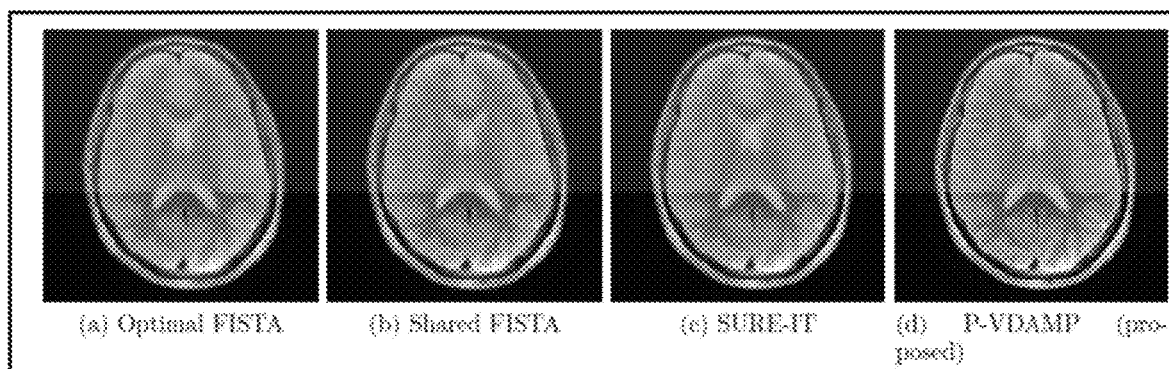 (a) Optimal FISTA
(b) Shared FISTA
(c) SURE-IT
(d) P-VDAMP (pro-
posed)